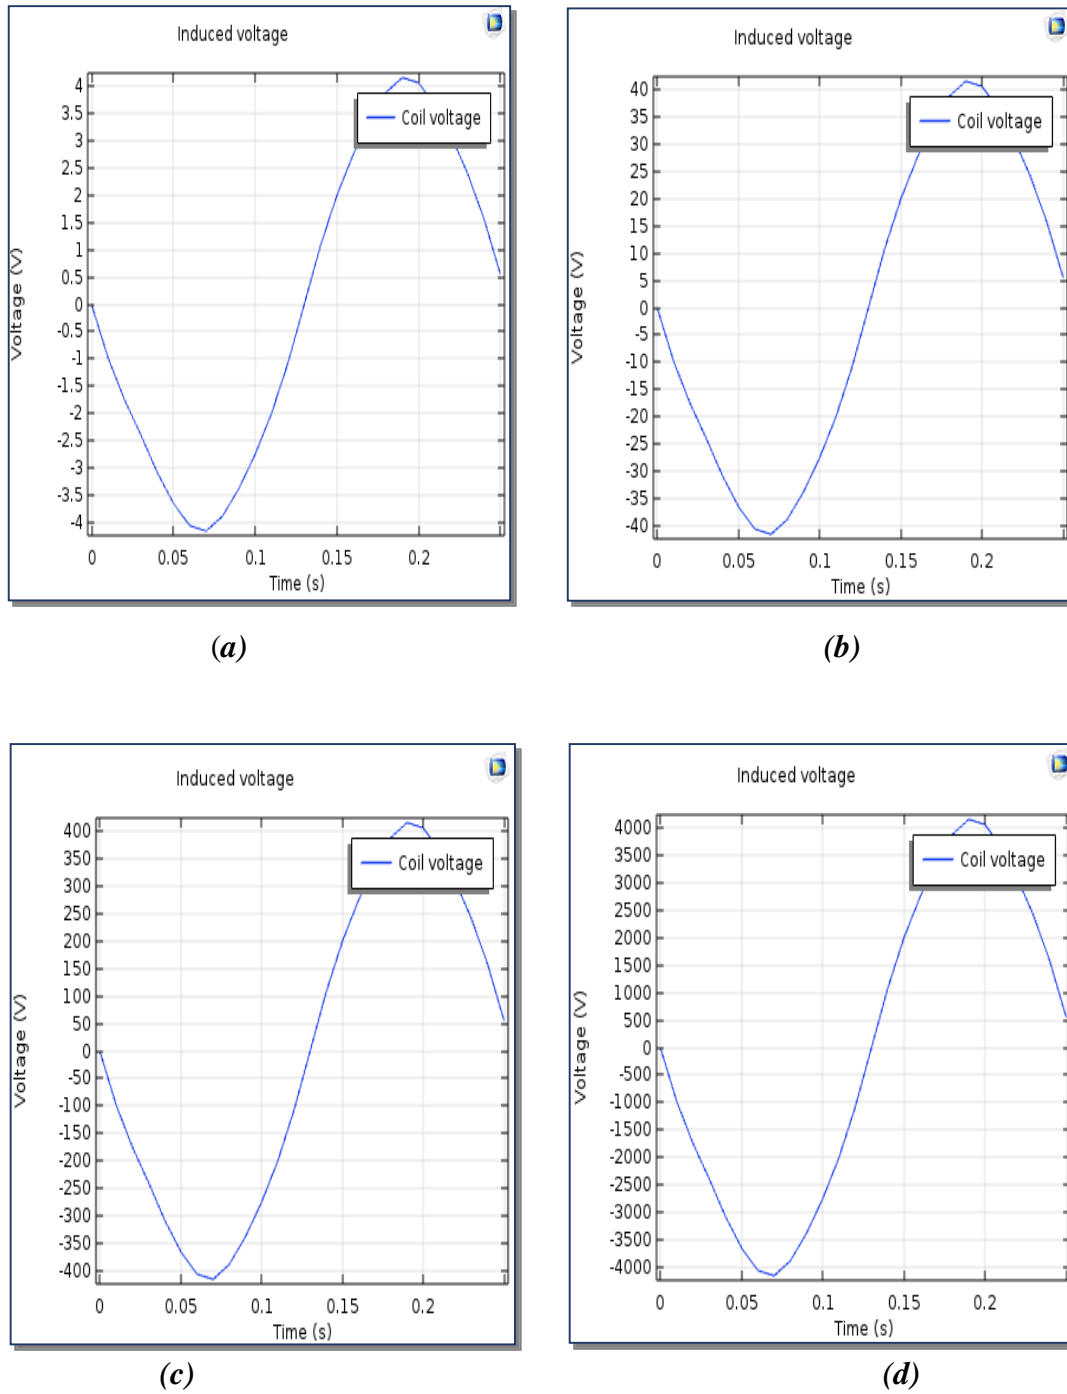 Induced voltage
4
3.5
3
2.5
2
1.5
1
0.5
0
-0.5
-1
-1.5
-2
-2.5
-3
-3.5
-4
Voltage (V)
Coil voltage
0 0.05 0.1 0.15 0.2
Time (s)
(a)
Induced voltage
40
35
30
25
20
15
10
5
0
-5
-10
-15
-20
-25
-30
-35
-40
Voltage (V)
Coil voltage
0 0.05 0.1 0.15 0.2
Time (s)
(b)
Induced voltage
400
350
300
250
200
150
100
50
0
-50
-100
-150
-200
-250
-300
-350
-400
Voltage (V)
Coil voltage
0 0.05 0.1 0.15 0.2
Time (s)
(c)
Induced voltage
4000
3500
3000
2500
2000
1500
1000
500
0
-500
-1000
-1500
-2000
-2500
-3000
-3500
-4000
Voltage (V)
Coil voltage
0 0.05 0.1 0.15 0.2
Time (s)
(d)